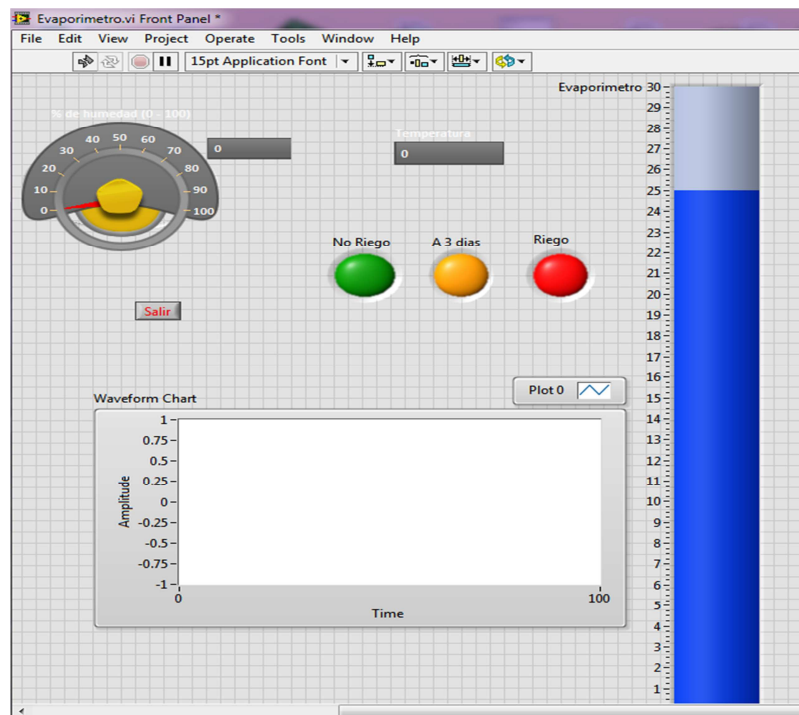 Evaporimetro.vi Front Panel *
File Edit View Project Operate Tools Window Help
15pt Application Font
% de humedad (0 - 100)
0 10 20 30 40 50 60 70 80 90 100
0
Temperatura
0
No Riego
A 3 dias
Riego
Salir
Evaporimetro
30
29
28
27
26
25
24
23
22
21
20
19
18
17
16
15
14
13
12
11
10
9
8
7
6
5
4
3
2
1
Plot 0
Waveform Chart
Amplitude
1
0.75
0.5
0.25
0
-0.25
-0.5
-0.75
-1
0 100
Time